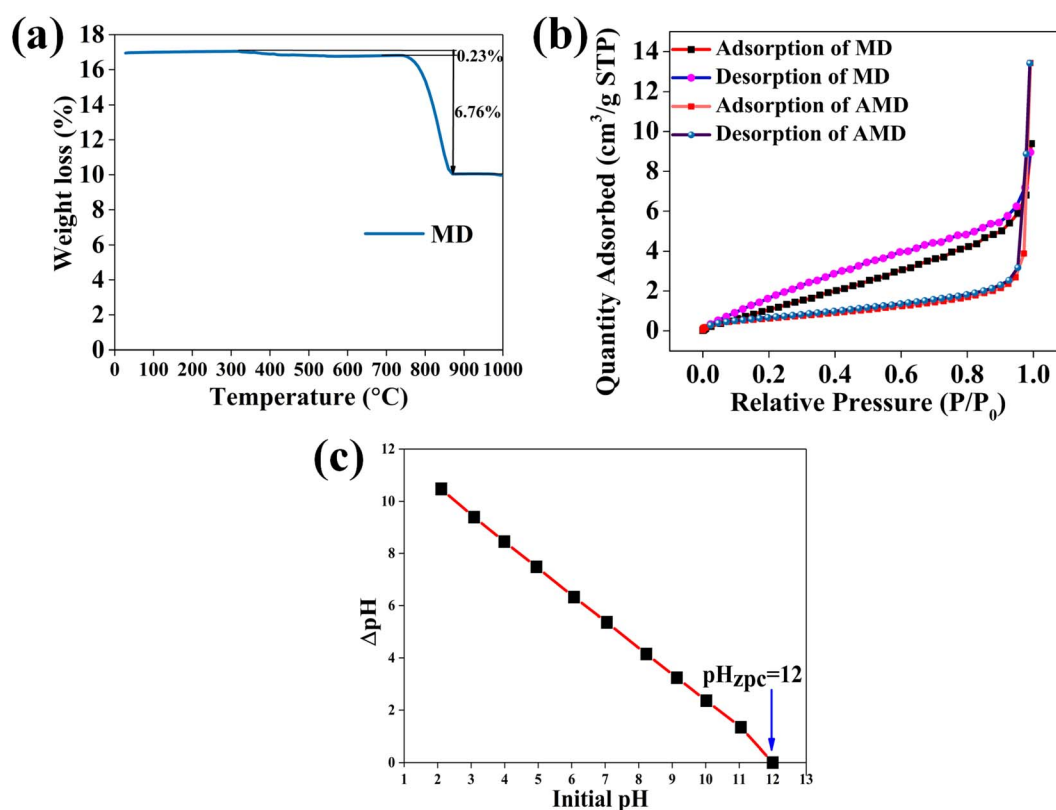 (a)
18
16
14
12
10
8
6
4
2
0
Weight loss (%)
0.23%
6.76%
MD
0 100 200 300 400 500 600 700 800 900 1000
Temperature (°C)
(b)
14
12
10
8
6
4
2
0
Quantity Adsorbed (cm³/g STP)
Adsorption of MD
Desorption of MD
Adsorption of AMD
Desorption of AMD
0.0 0.2 0.4 0.6 0.8 1.0
Relative Pressure (P/P₀)
(c)
12
10
8
6
4
2
0
ΔpH
pHzpc=12
1 2 3 4 5 6 7 8 9 10 11 12 13
Initial pH